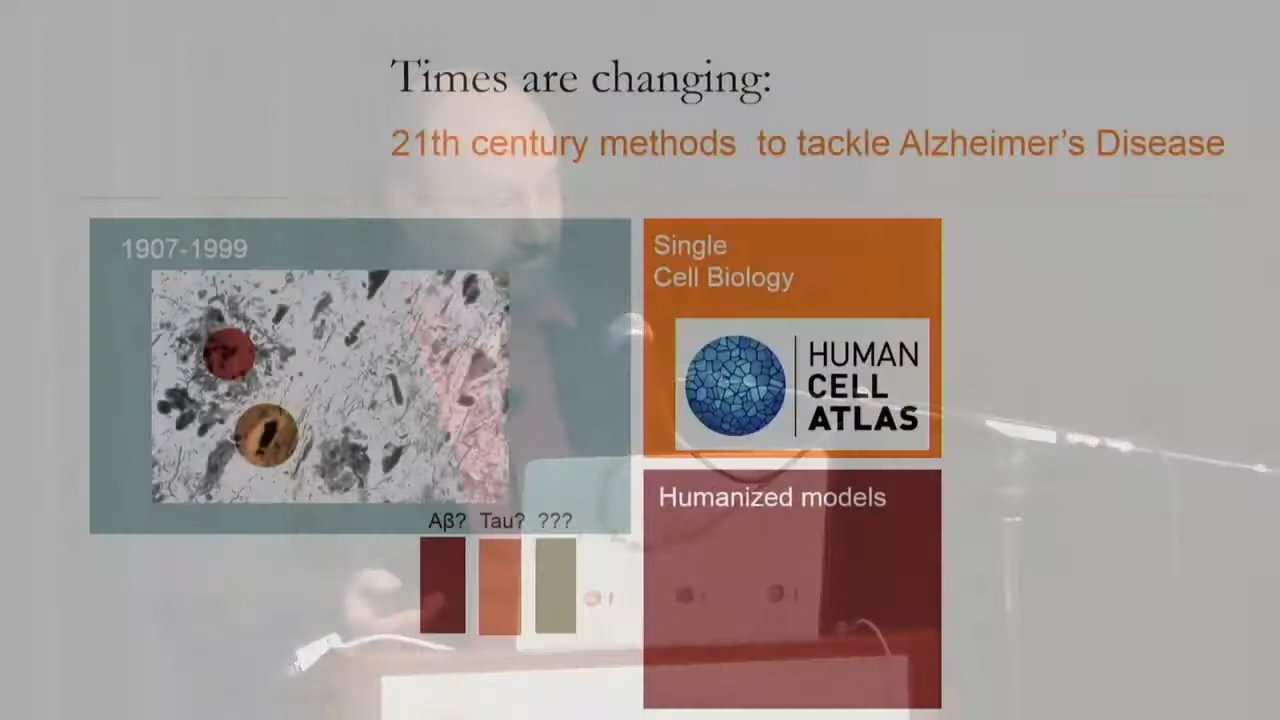 Times are changing:
21th century methods to tackle Alzheimer's Disease
1907-1999
Single
Cell Biology
HUMAN
CELL
ATLAS
Humanized models
Aβ? Tau? ???